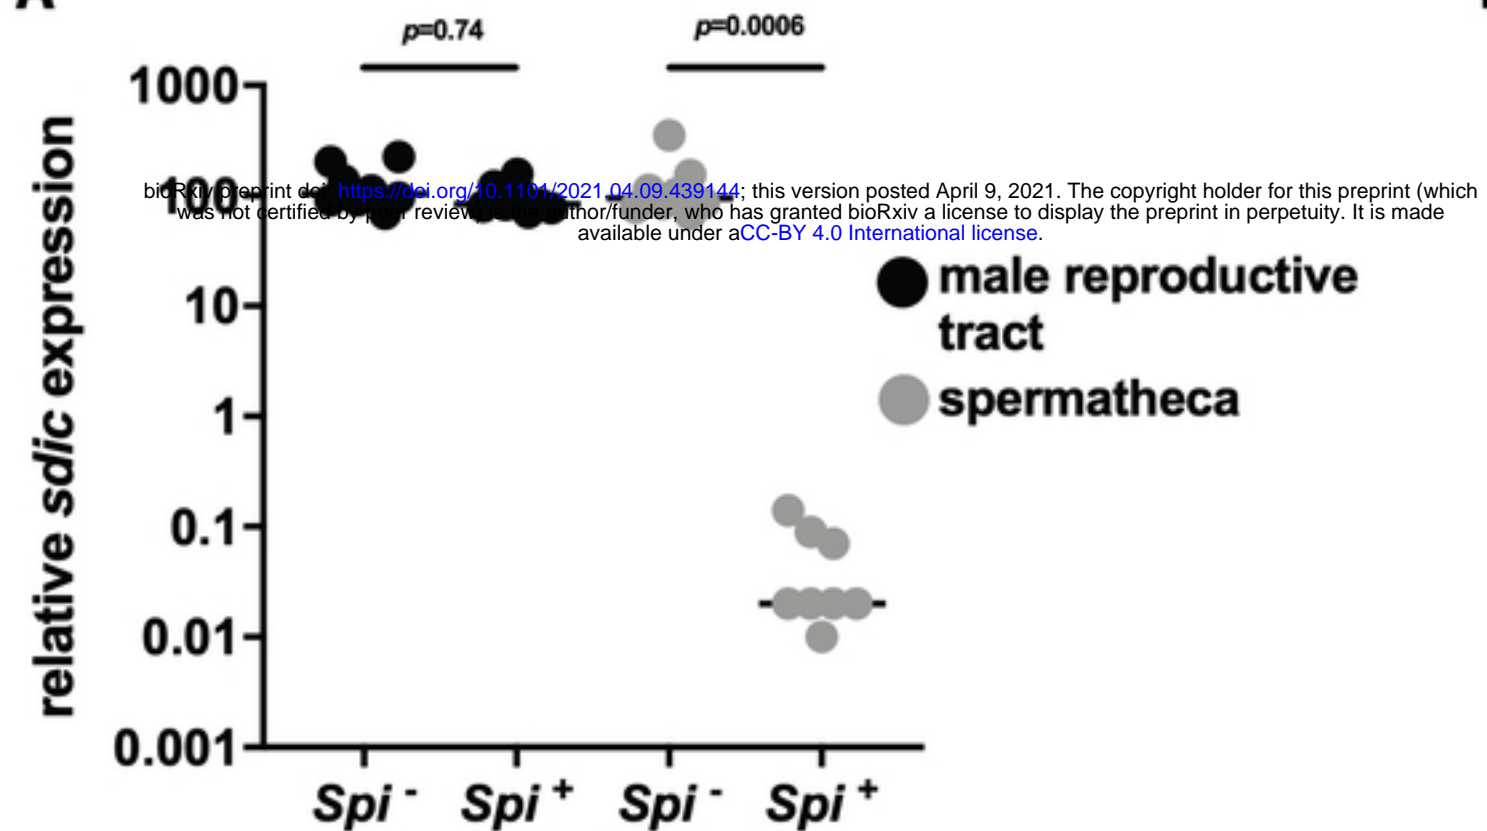 A
p=0.74
p=0.0006
1000
100
10
1
0.1
0.01
0.001
relative sdic expression
bioRxiv preprint doi: https://doi.org/10.1101/2021.04.09.439144; this version posted April 9, 2021. The copyright holder for this preprint (which
was not certified by peer review) is the author/funder, who has granted bioRxiv a license to display the preprint in perpetuity. It is made
available under aCC-BY 4.0 International license.
male reproductive
tract
spermatheca
Spi - Spi + Spi - Spi +